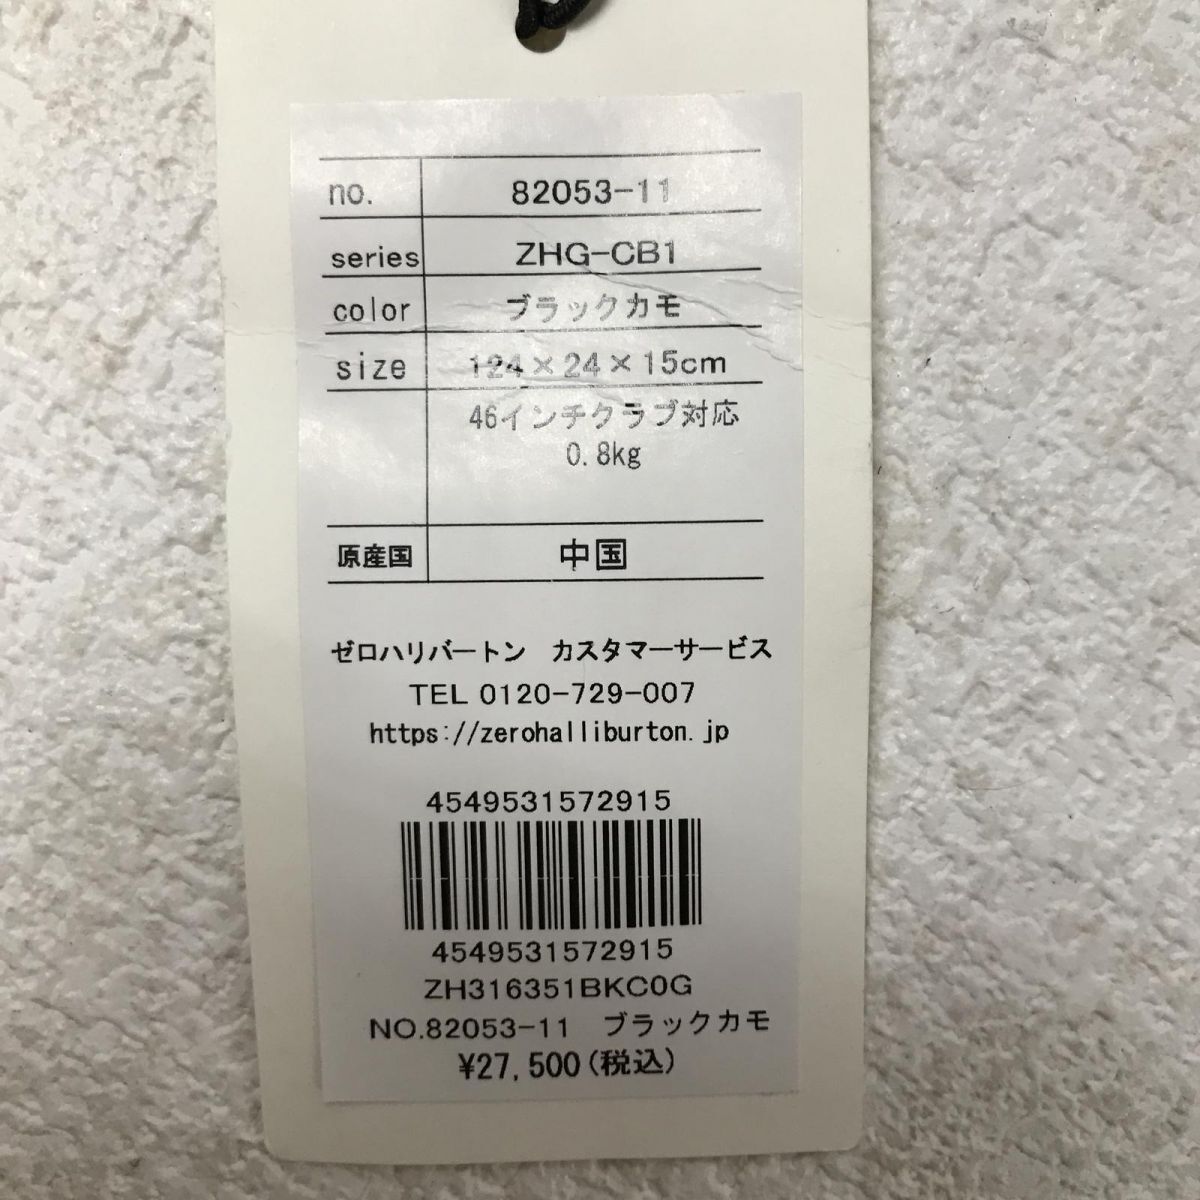 no. 82053-11
series ZHG-CB1
color ブラックカモ
size 124×24×15cm
46インチクラブ対応
0.8kg
原産国 中国
ゼロハリバートン カスタマーサービス
TEL 0120-729-007
https://zerohalliburton.jp
4549531572915
4549531572915
ZH316351BKC0G
NO.82053-11 ブラックカモ
¥27,500(税込)